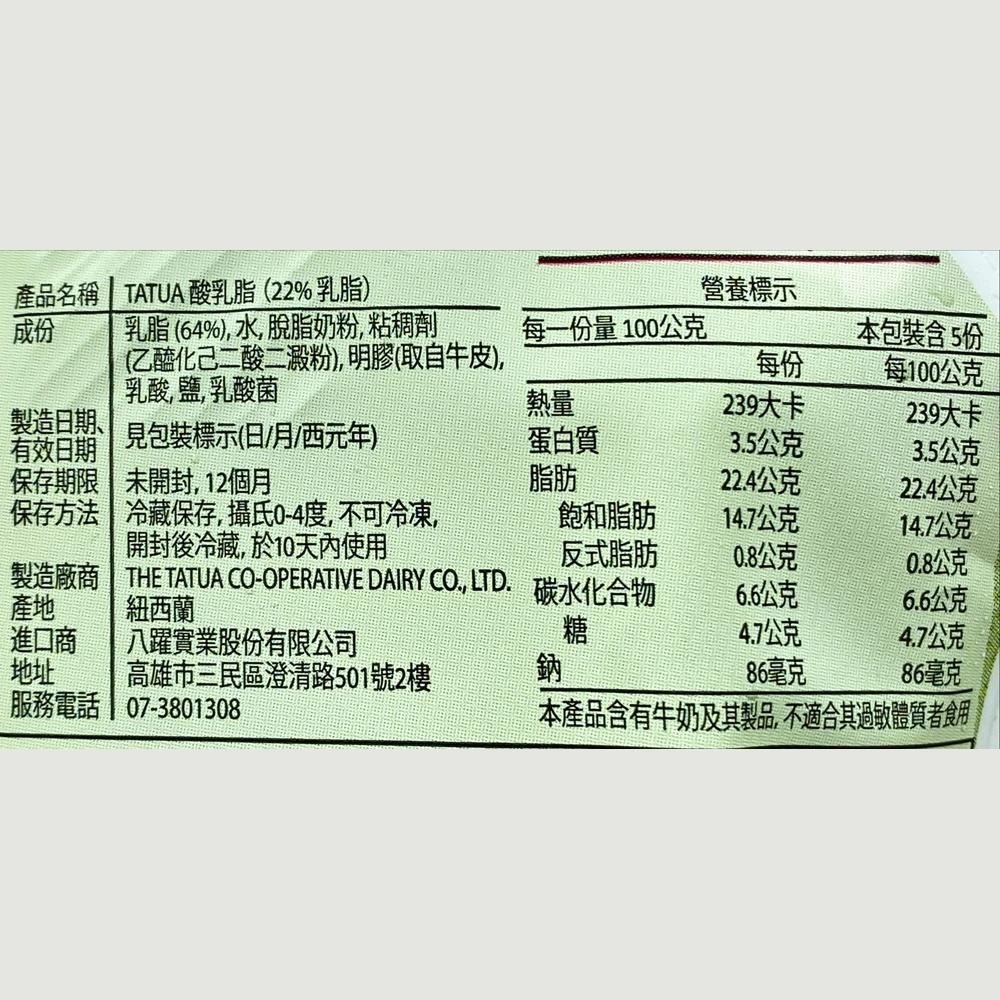 產品名稱 TATUA 酸乳脂 (22% 乳脂)
成份 乳脂 (64%), 水, 脫脂奶粉, 粘稠劑
(乙醯化己二酸二澱粉), 明膠(取自牛皮),
乳酸, 鹽, 乳酸菌
製造日期、
有效日期 見包裝標示(日/月/西元年)
保存期限 未開封, 12個月
保存方法 冷藏保存, 攝氏0-4度, 不可冷凍,
開封後冷藏, 於10天內使用
製造廠商 THE TATUA CO-OPERATIVE DAIRY CO., LTD.
產地 紐西蘭
進口商 八躍實業股份有限公司
地址 高雄市三民區澄清路501號2樓
服務電話 07-3801308
營養標示
每一份量 100公克 本包裝含 5份
每份 每100公克
熱量 239大卡 239大卡
蛋白質 3.5公克 3.5公克
脂肪 22.4公克 22.4公克
飽和脂肪 14.7公克 14.7公克
反式脂肪 0.8公克 0.8公克
碳水化合物 6.6公克 6.6公克
糖 4.7公克 4.7公克
鈉 86毫克 86毫克
本產品含有牛奶及其製品, 不適合其過敏體質者食用